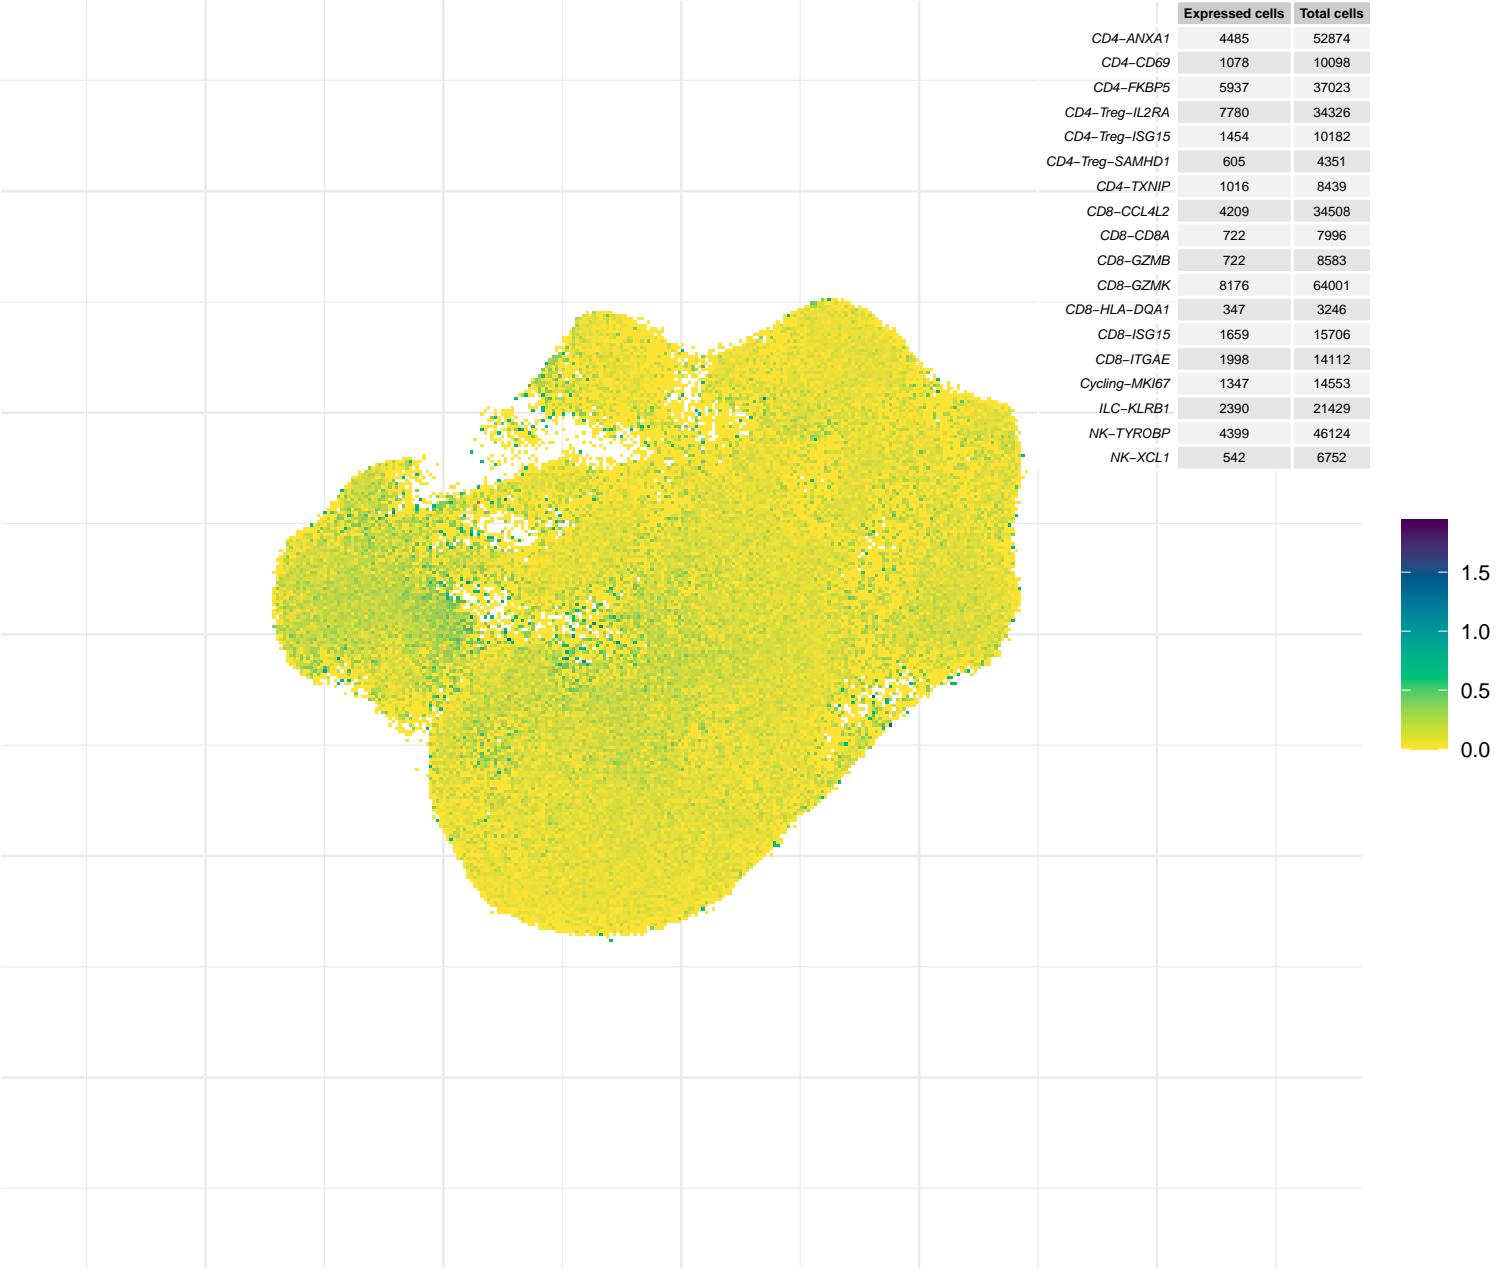 Expressed cells Total cells
CD4−ANXA1 4485 52874
CD4−CD69 1078 10098
CD4−FKBP5 5937 37023
CD4−Treg−IL2RA 7780 34326
CD4−Treg−ISG15 1454 10182
CD4−Treg−SAMHD1 605 4351
CD4−TXNIP 1016 8439
CD8−CCL4L2 4209 34508
CD8−CD8A 722 7996
CD8−GZMB 722 8583
CD8−GZMK 8176 64001
CD8−HLA−DQA1 347 3246
CD8−ISG15 1659 15706
CD8−ITGAE 1998 14112
Cycling−MKI67 1347 14553
ILC−KLRB1 2390 21429
NK−TYROBP 4399 46124
NK−XCL1 542 6752
1.5
1.0
0.5
0.0